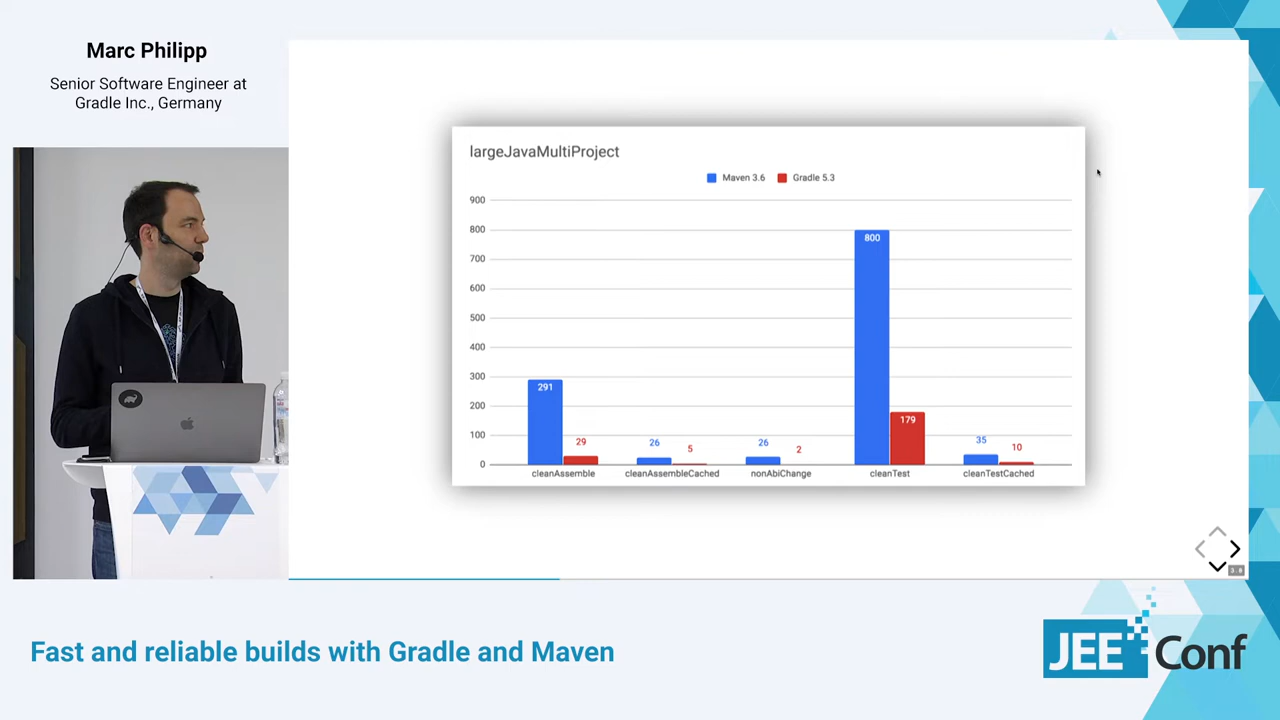 Marc Philipp
Senior Software Engineer at
Gradle Inc., Germany
largeJavaMultiProject
Maven 3.6 Gradle 5.3
900
800
700
600
500
400
300
200
100
0
291
29
26
5
26
2
800
179
35
10
cleanAssemble cleanAssembleCached nonAbiChange cleanTest cleanTestCached
Fast and reliable builds with Gradle and Maven
JEE Conf